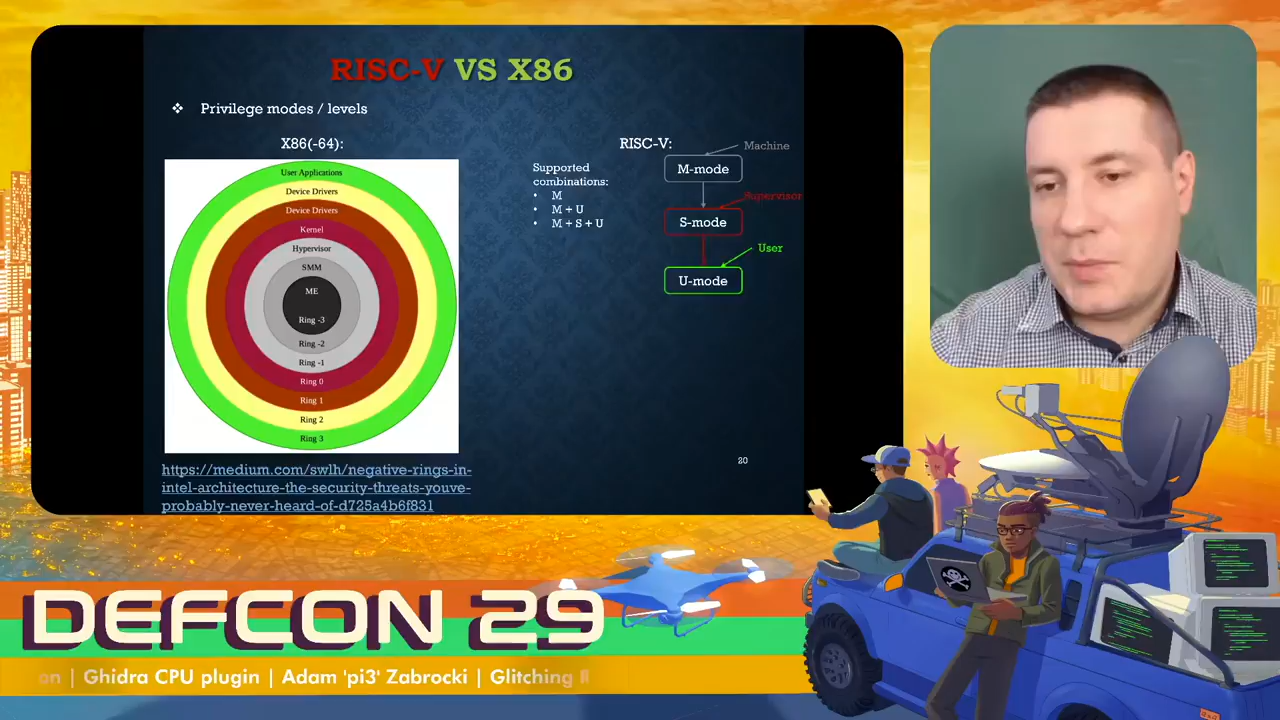 RISC-V VS X86
❖ Privilege modes / levels
X86(-64):
User Applications
Device Drivers
Device Drivers
Kernel
Hypervisor
SMM
ME
Ring -3
Ring -2
Ring -1
Ring 0
Ring 1
Ring 2
Ring 3
https://medium.com/swlh/negative-rings-in-
intel-architecture-the-security-threats-youve-
probably-never-heard-of-d725a4b6f831
RISC-V:
Supported
combinations:
• M
• M + U
• M + S + U
Machine
M-mode
Supervisor
S-mode
User
U-mode
20
DEFCON 29
on | Ghidra CPU plugin | Adam 'pi3' Zabrocki | Glitching